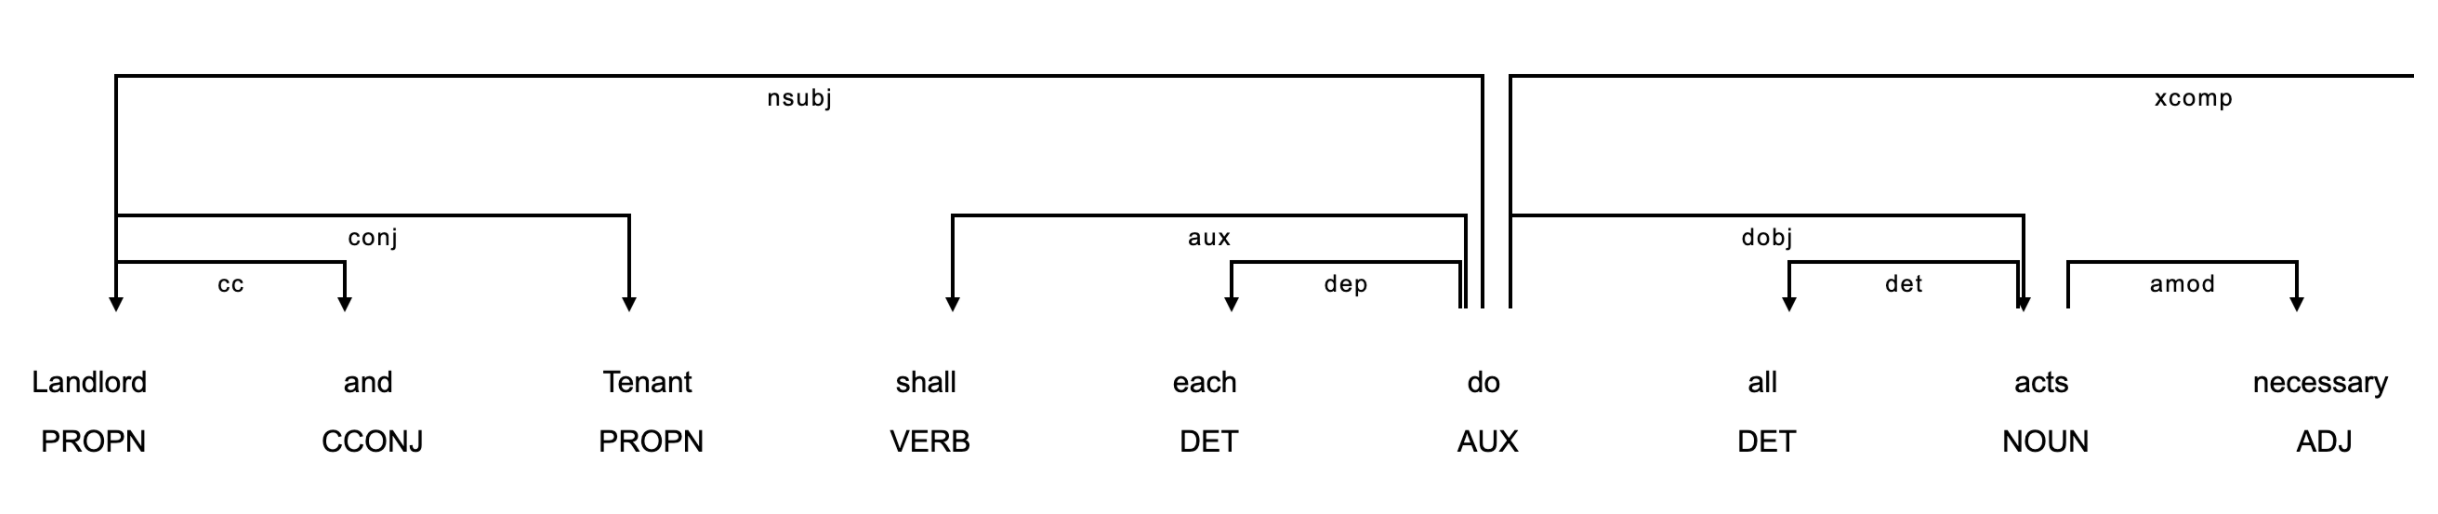 nsubj xcomp
conj aux dobj
cc dep det amod
Landlord and Tenant shall each do all acts necessary
PROPN CCONJ PROPN VERB DET AUX DET NOUN ADJ